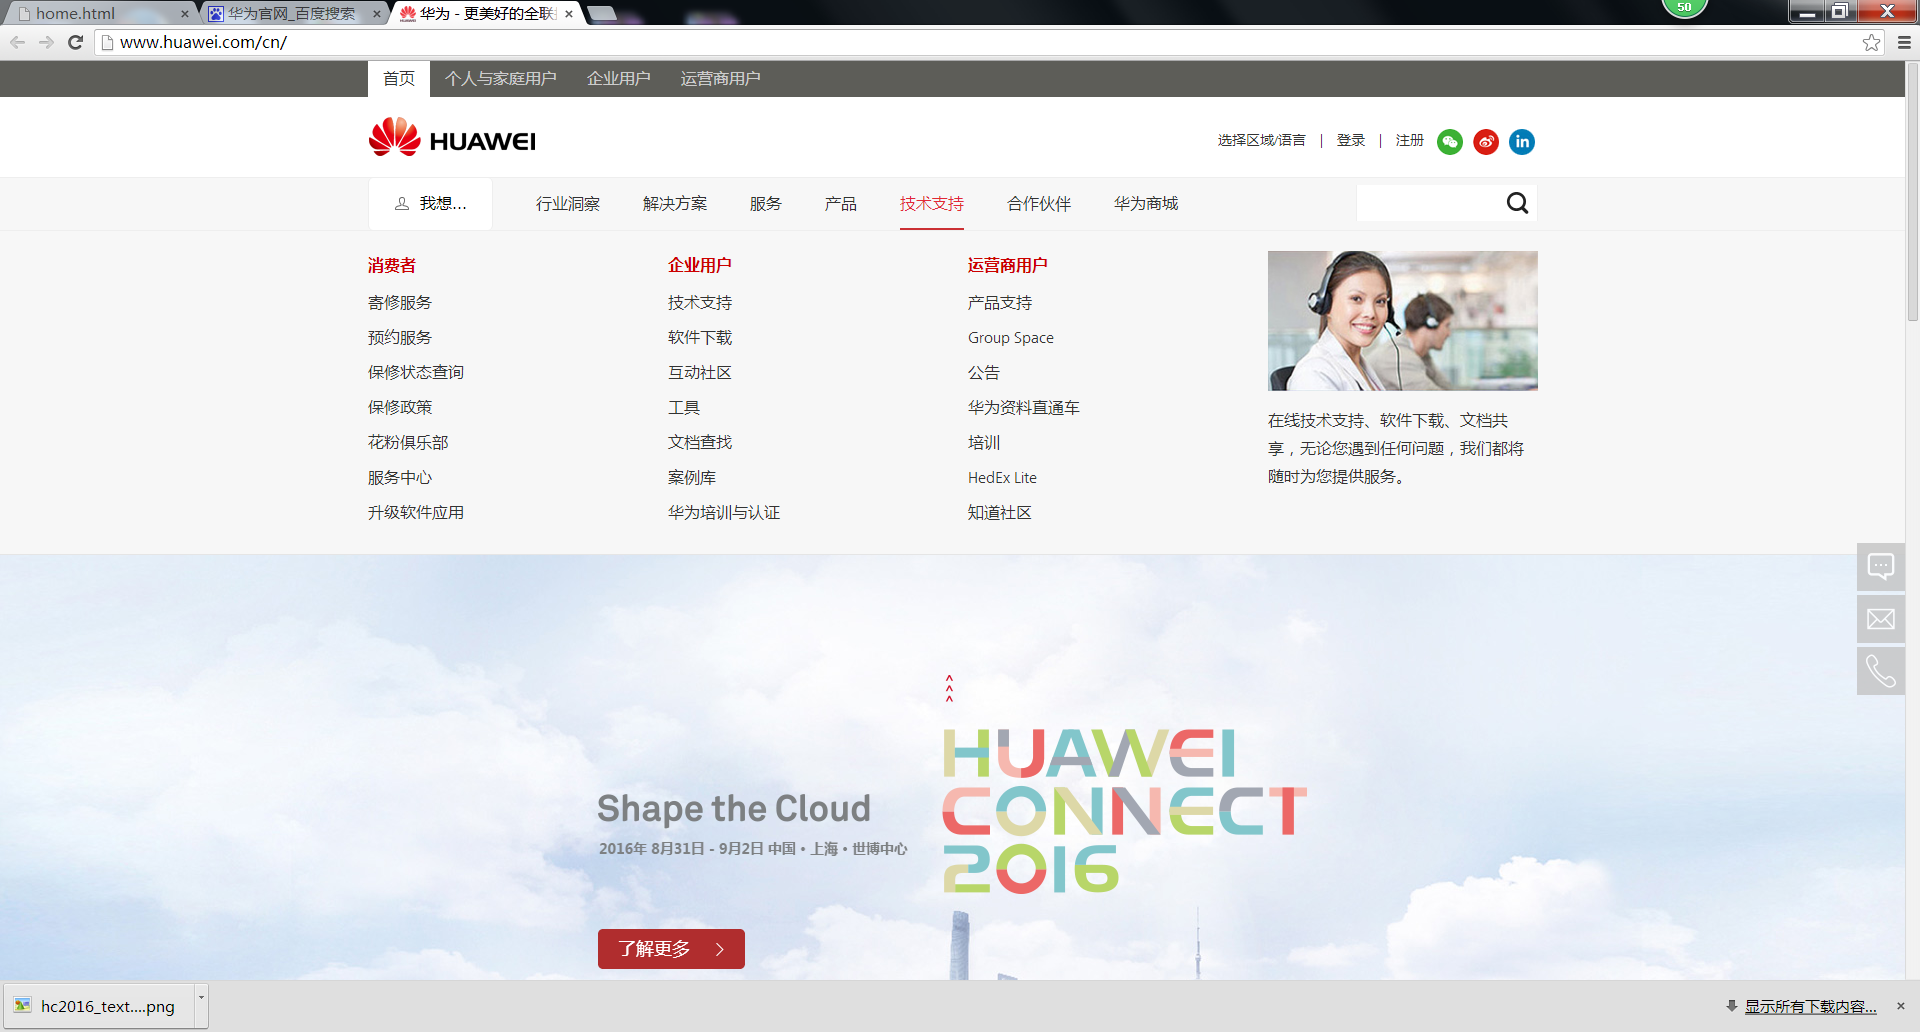 home.html
华为官网_百度搜索
华为 - 更美好的全联
50
www.huawei.com/cn/
首页 个人与家庭用户 企业用户 运营商用户
HUAWEI
选择区域/语言 | 登录 | 注册
我想... 行业洞察 解决方案 服务 产品 技术支持 合作伙伴 华为商城
消费者
寄修服务
预约服务
保修状态查询
保修政策
花粉俱乐部
服务中心
升级软件应用
企业用户
技术支持
软件下载
互动社区
工具
文档查找
案例库
华为培训与认证
运营商用户
产品支持
Group Space
公告
华为资料直通车
培训
HedEx Lite
知道社区
在线技术支持、软件下载、文档共
享，无论您遇到任何问题，我们都将
随时为您提供服务。
Shape the Cloud
2016年 8月31日 - 9月2日 中国·上海·世博中心
HUAWEI
CONNECT
2016
了解更多
hc2016_text....png
显示所有下载内容...